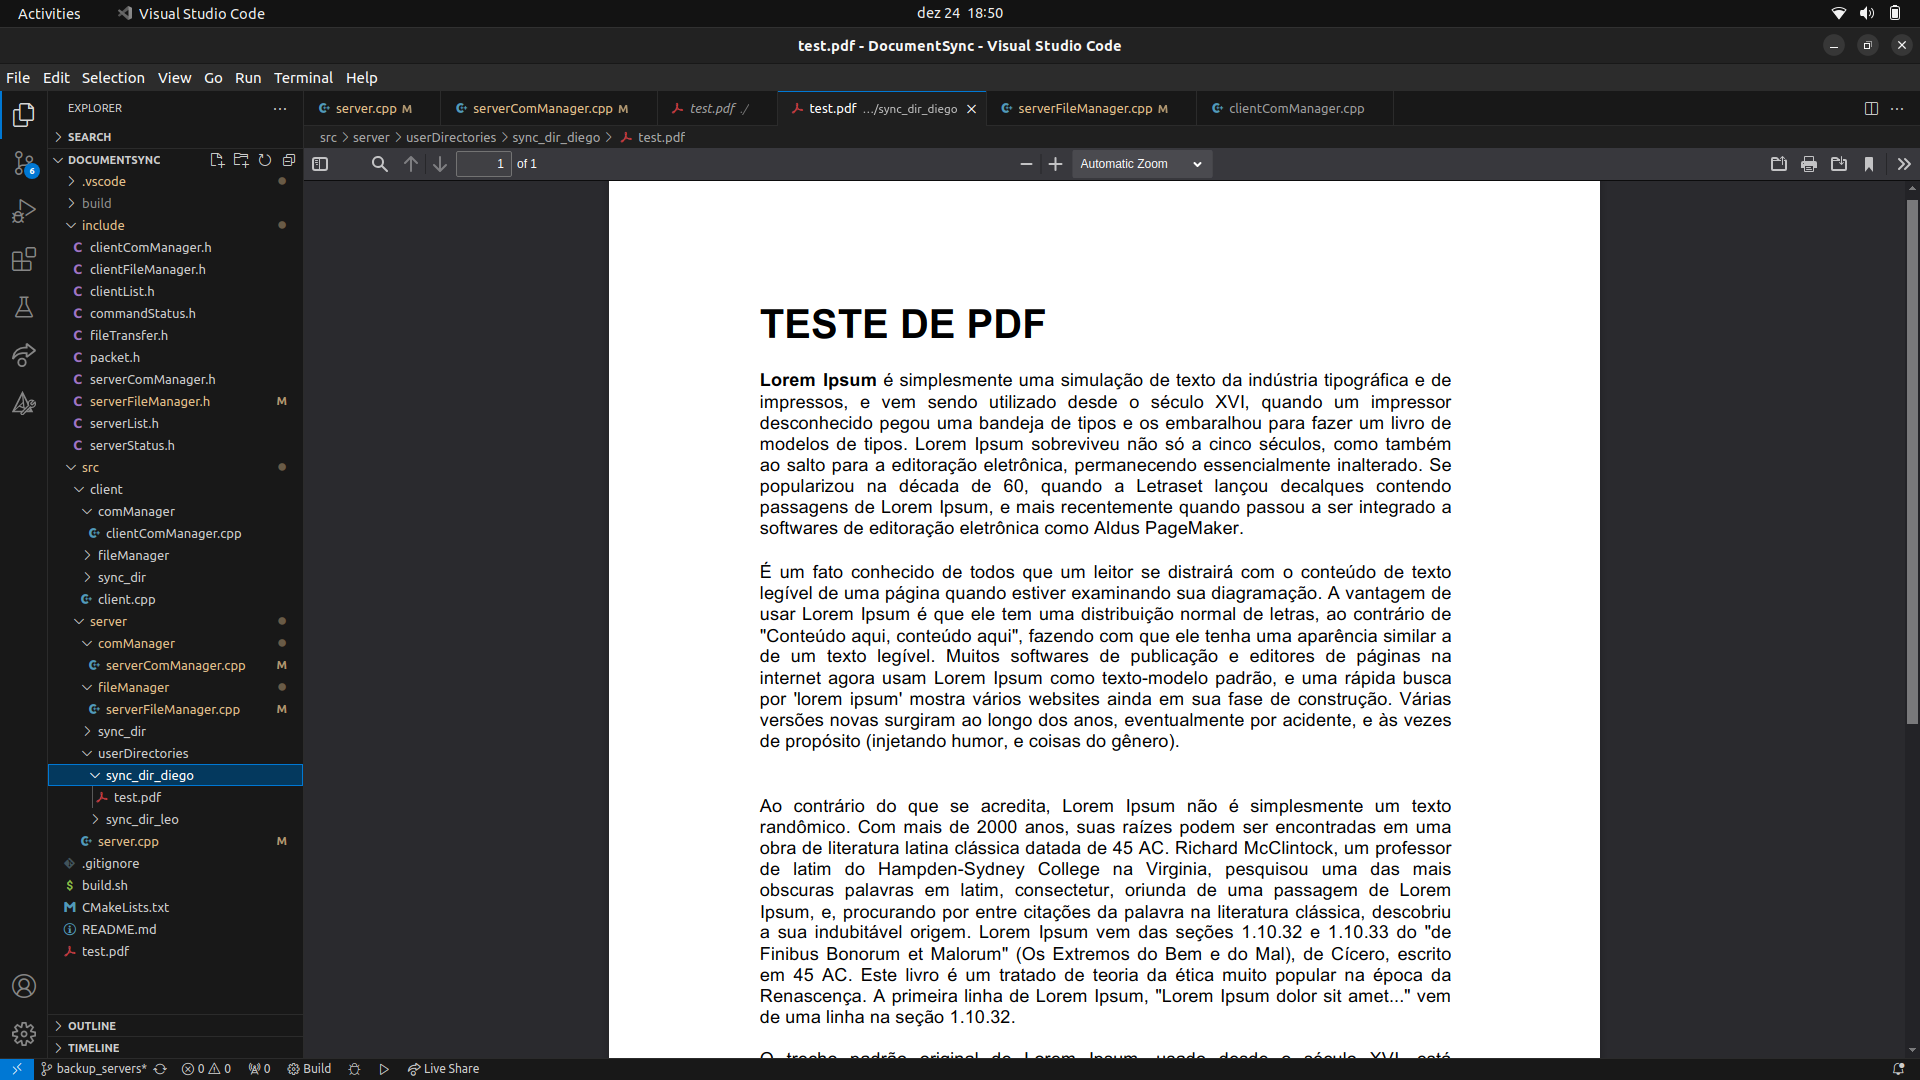 Activities
Visual Studio Code
dez 24 18:50
test.pdf - DocumentSync - Visual Studio Code
File Edit Selection View Go Run Terminal Help
EXPLORER
SEARCH
DOCUMENTSYNC
.vscode
build
include
clientComManager.h
clientFileManager.h
clientList.h
commandStatus.h
fileTransfer.h
packet.h
serverComManager.h
serverFileManager.h M
serverList.h
serverStatus.h
src
client
comManager
clientComManager.cpp
fileManager
sync_dir
client.cpp
server
comManager
serverComManager.cpp M
fileManager
serverFileManager.cpp M
sync_dir
userDirectories
sync_dir_diego
test.pdf
sync_dir_leo
server.cpp M
.gitignore
build.sh
CMakeLists.txt
README.md
test.pdf
OUTLINE
TIMELINE
server.cpp M
serverComManager.cpp M
test.pdf ./
test.pdf .../sync_dir_diego
serverFileManager.cpp M
clientComManager.cpp
src > server > userDirectories > sync_dir_diego > test.pdf
1 of 1
Automatic Zoom
TESTE DE PDF
Lorem Ipsum é simplesmente uma simulação de texto da indústria tipográfica e de
impressos, e vem sendo utilizado desde o século XVI, quando um impressor
desconhecido pegou uma bandeja de tipos e os embaralhou para fazer um livro de
modelos de tipos. Lorem Ipsum sobreviveu não só a cinco séculos, como também
ao salto para a editoração eletrônica, permanecendo essencialmente inalterado. Se
popularizou na década de 60, quando a Letraset lançou decalques contendo
passagens de Lorem Ipsum, e mais recentemente quando passou a ser integrado a
softwares de editoração eletrônica como Aldus PageMaker.
É um fato conhecido de todos que um leitor se distrairá com o conteúdo de texto
legível de uma página quando estiver examinando sua diagramação. A vantagem de
usar Lorem Ipsum é que ele tem uma distribuição normal de letras, ao contrário de
"Conteúdo aqui, conteúdo aqui", fazendo com que ele tenha uma aparência similar a
de um texto legível. Muitos softwares de publicação e editores de páginas na
internet agora usam Lorem Ipsum como texto-modelo padrão, e uma rápida busca
por 'lorem ipsum' mostra vários websites ainda em sua fase de construção. Várias
versões novas surgiram ao longo dos anos, eventualmente por acidente, e às vezes
de propósito (injetando humor, e coisas do gênero).
Ao contrário do que se acredita, Lorem Ipsum não é simplesmente um texto
randômico. Com mais de 2000 anos, suas raízes podem ser encontradas em uma
obra de literatura latina clássica datada de 45 AC. Richard McClintock, um professor
de latim do Hampden-Sydney College na Virginia, pesquisou uma das mais
obscuras palavras em latim, consectetur, oriunda de uma passagem de Lorem
Ipsum, e, procurando por entre citações da palavra na literatura clássica, descobriu
a sua indubitável origem. Lorem Ipsum vem das seções 1.10.32 e 1.10.33 do "de
Finibus Bonorum et Malorum" (Os Extremos do Bem e do Mal), de Cícero, escrito
em 45 AC. Este livro é um tratado de teoria da ética muito popular na época da
Renascença. A primeira linha de Lorem Ipsum, "Lorem Ipsum dolor sit amet..." vem
de uma linha na seção 1.10.32.
O trecho padrão original de Lorem Ipsum, usado desde o século XVI, está
6
backup_servers* 0 0 0 Build Live Share